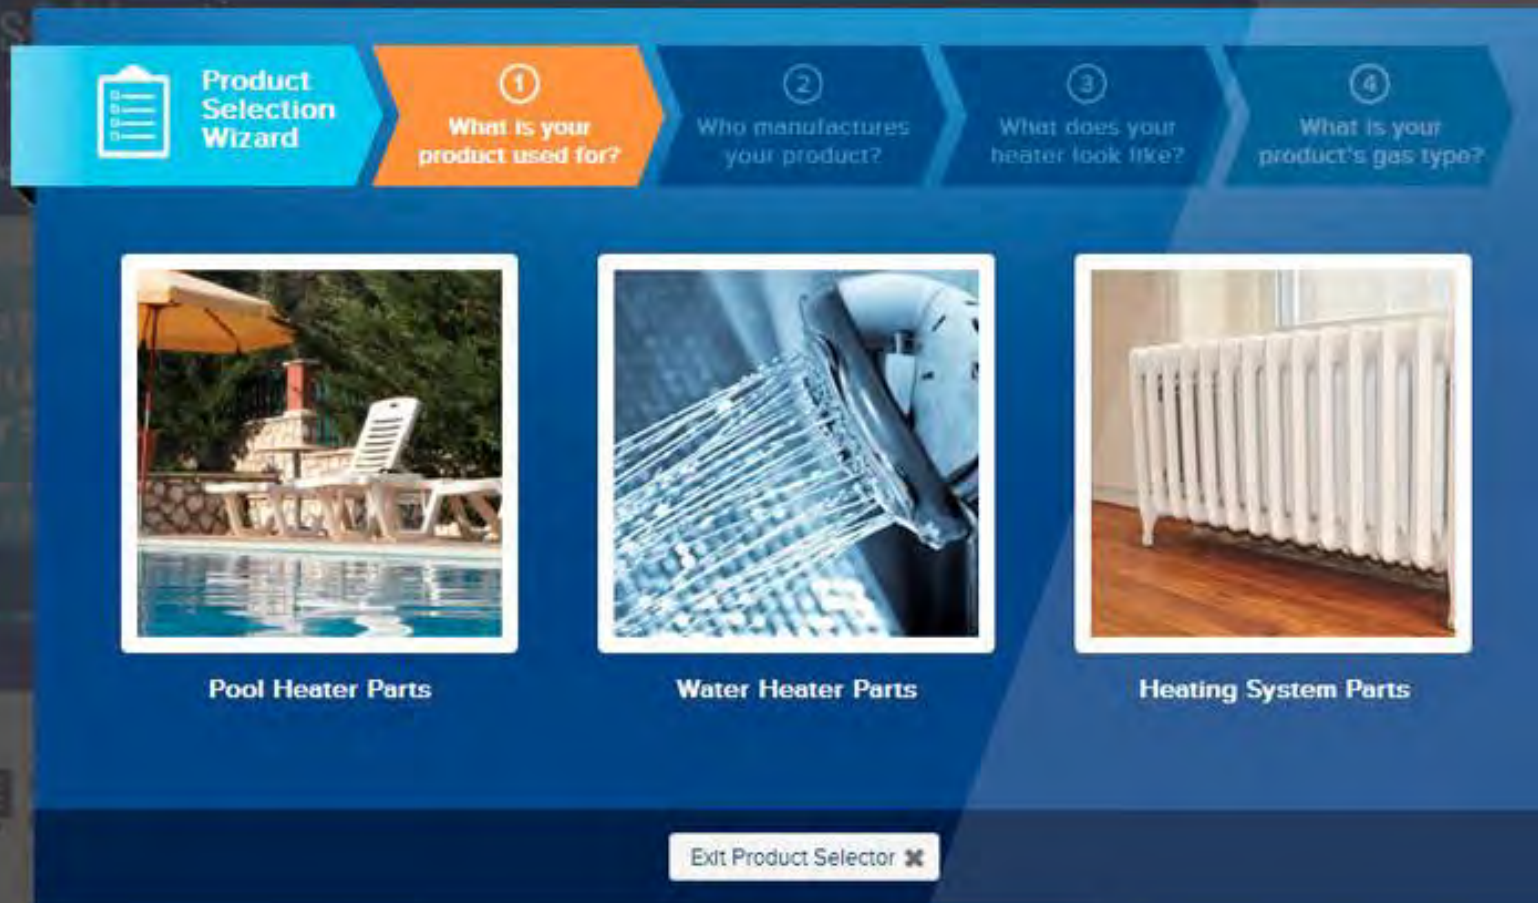 Product
Selection
Wizard
1
What is your
product used for?
2
Who manufactures
your product?
3
What does your
heater look like?
4
What is your
product's gas type?
Pool Heater Parts
Water Heater Parts
Heating System Parts
Exit Product Selector ✖